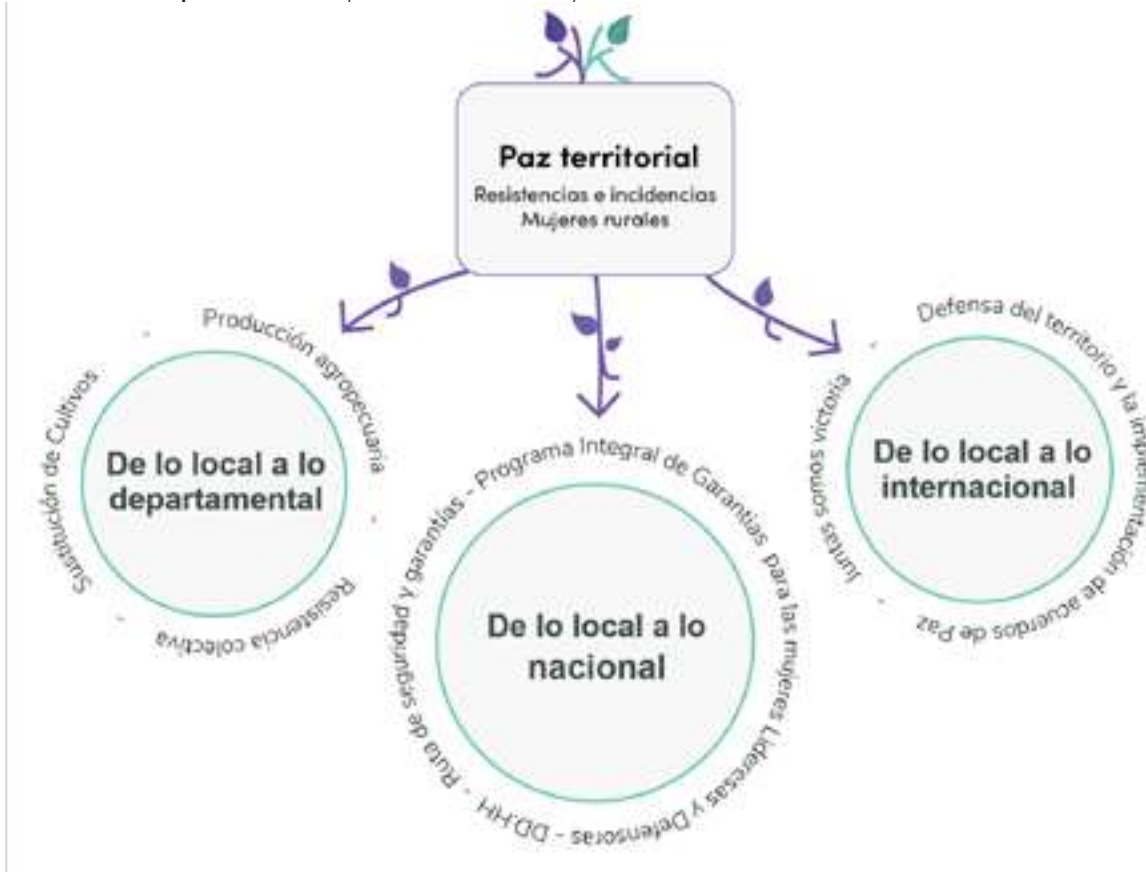 Paz territorial
Resistencias e incidencias
Mujeres rurales
Producción agropecuaria - Resistencia colectiva - Sustitución de Cultivos -
De lo local a lo
departamental
Programa Integral de Garantías para las mujeres Lideresas y Defensoras - DD.HH - Ruta de seguridad y garantías -
De lo local a lo
nacional
Defensa del territorio y la implementación de acuerdos de Paz - Juntas somos victoria -
De lo local a lo
internacional